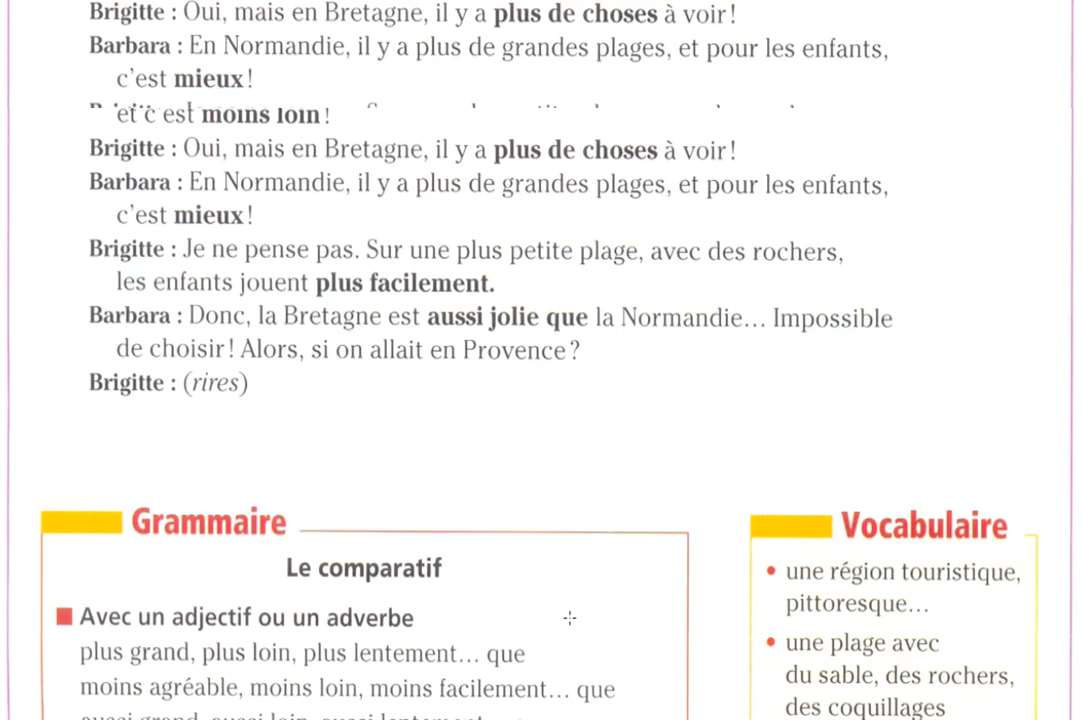 Brigitte : Oui, mais en Bretagne, il y a plus de choses à voir !
Barbara : En Normandie, il y a plus de grandes plages, et pour les enfants,
c'est mieux !
et c'est moins loin !
Brigitte : Oui, mais en Bretagne, il y a plus de choses à voir !
Barbara : En Normandie, il y a plus de grandes plages, et pour les enfants,
c'est mieux !
Brigitte : Je ne pense pas. Sur une plus petite plage, avec des rochers,
les enfants jouent plus facilement.
Barbara : Donc, la Bretagne est aussi jolie que la Normandie... Impossible
de choisir ! Alors, si on allait en Provence ?
Brigitte : (rires)
Grammaire
Le comparatif
Avec un adjectif ou un adverbe
plus grand, plus loin, plus lentement... que
moins agréable, moins loin, moins facilement... que
Vocabulaire
• une région touristique,
pittoresque...
• une plage avec
du sable, des rochers,
des coquillages